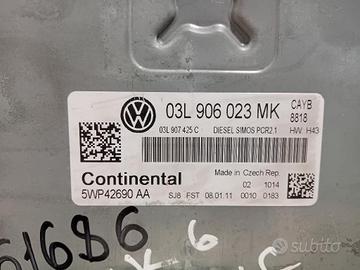 03L 906 023 MK CAYB
8818
03L 907 425 C DIESEL SIMOS PCR2.1 HW H43
Continental Made in Czech Rep.
02 1014
5WP42690 AA SJ8 FST 08.01.11 0010 0183
61686
K 6
subito